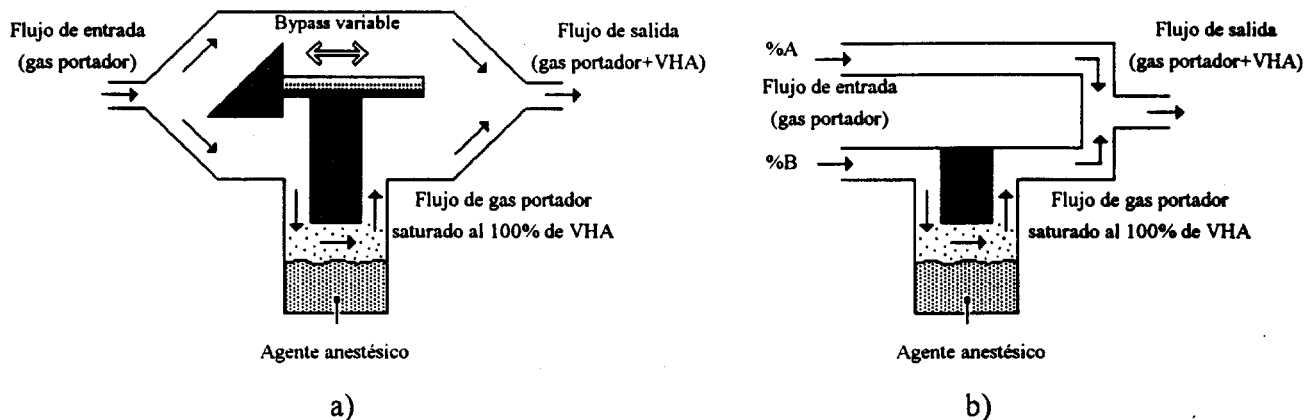 Flujo de entrada
(gas portador)
Bypass variable
Flujo de salida
(gas portador+VHA)
Flujo de gas portador
saturado al 100% de VHA
Agente anestésico
a)
%A
Flujo de entrada
(gas portador)
%B
Flujo de salida
(gas portador+VHA)
Flujo de gas portador
saturado al 100% de VHA
Agente anestésico
b)